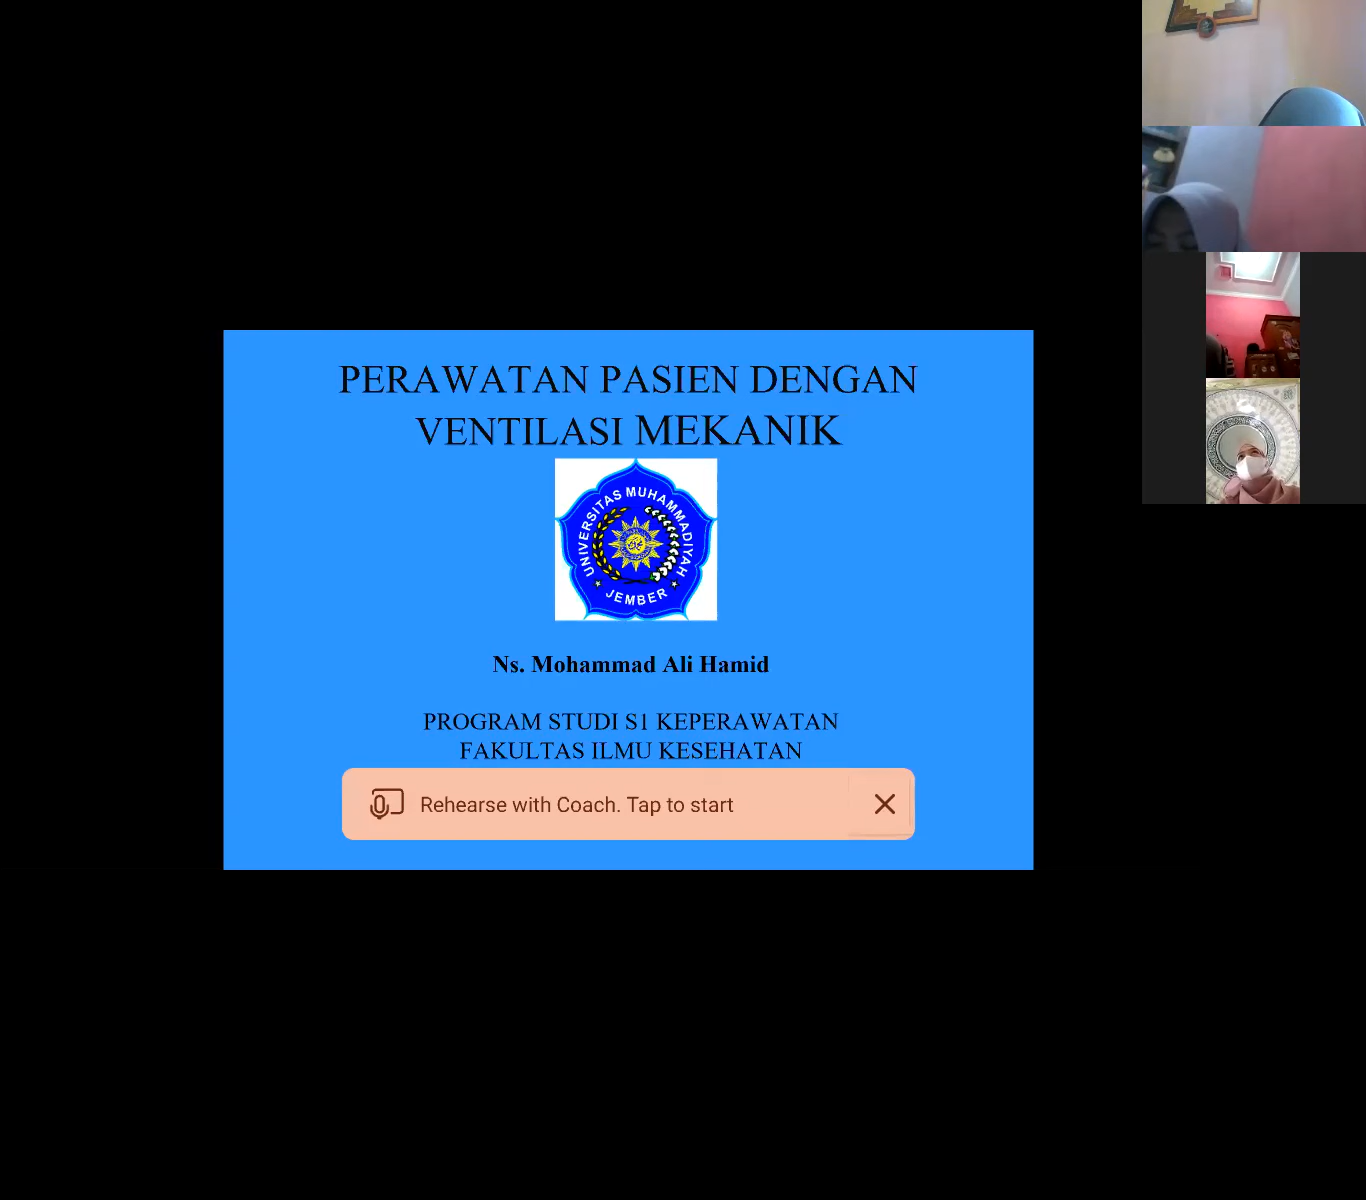 PERAWATAN PASIEN DENGAN
VENTILASI MEKANIK
UNIVERSITAS MUHAMMADIYAH
JEMBER
Ns. Mohammad Ali Hamid
PROGRAM STUDI S1 KEPERAWATAN
FAKULTAS ILMU KESEHATAN
Rehearse with Coach. Tap to start